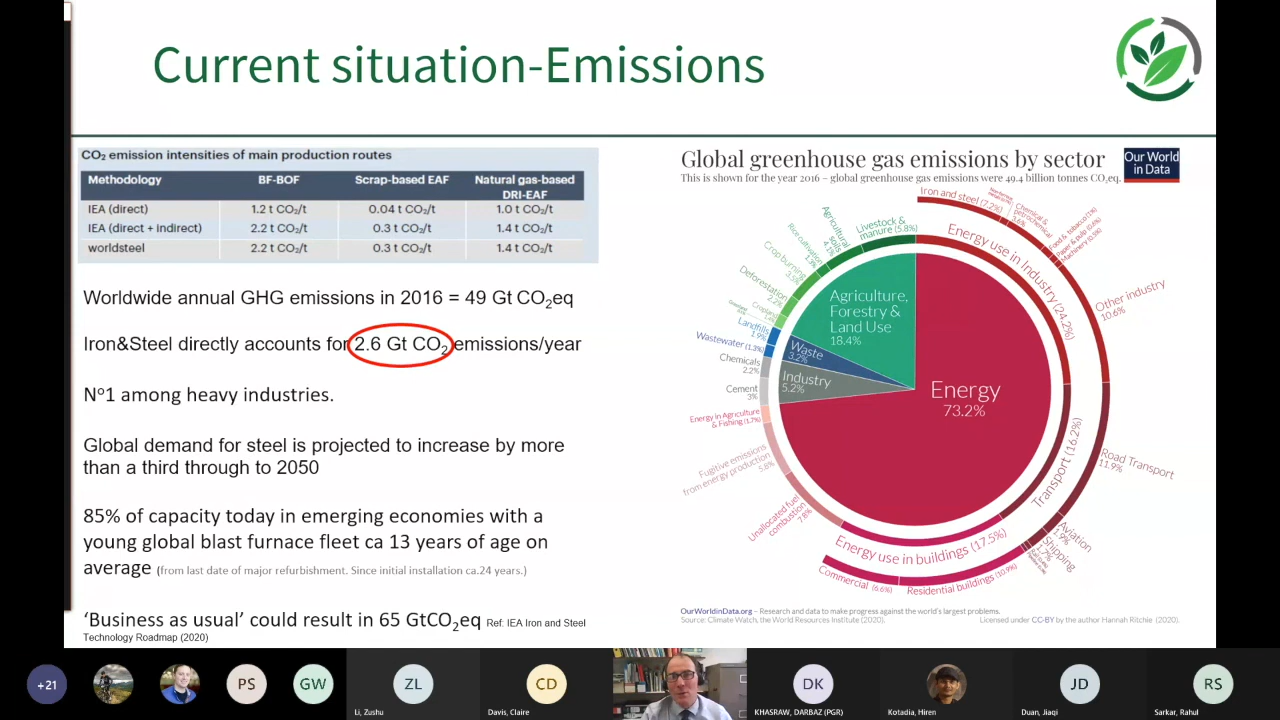 Current situation-Emissions
CO₂ emission intensities of main production routes
Methodology BF-BOF Scrap-based EAF Natural gas-based DRI-EAF
IEA (direct) 1.2 t CO₂/t 0.04 t CO₂/t 1.0 t CO₂/t
IEA (direct + indirect) 2.2 t CO₂/t 0.3 t CO₂/t 1.4 t CO₂/t
worldsteel 2.2 t CO₂/t 0.3 t CO₂/t 1.4 t CO₂/t
Worldwide annual GHG emissions in 2016 = 49 Gt CO₂eq
Iron&Steel directly accounts for 2.6 Gt CO₂ emissions/year
Nº1 among heavy industries.
Global demand for steel is projected to increase by more
than a third through to 2050
85% of capacity today in emerging economies with a
young global blast furnace fleet ca 13 years of age on
average (from last date of major refurbishment. Since initial installation ca.24 years.)
‘Business as usual’ could result in 65 GtCO₂eq Ref: IEA Iron and Steel
Technology Roadmap (2020)
Global greenhouse gas emissions by sector
This is shown for the year 2016 – global greenhouse gas emissions were 49.4 billion tonnes CO₂eq.
Our World
in Data
Iron and steel (7.2%)
Chemical &
petrochemical
3.6%
Food & tobacco (1%)
Paper & pulp (0.6%)
Machinery (0.5%)
Other industry
10.6%
Energy use in Industry (24.2%)
Transport (16.2%)
Road Transport
11.9%
Aviation
1.9%
Shipping
1.7%
Energy use in buildings (17.5%)
Residential buildings (10.9%)
Commercial (6.6%)
Unallocated fuel
combustion
7.8%
Fugitive emissions
from energy production
5.8%
Energy in Agriculture
& Fishing (1.7%)
Cement
3%
Chemicals
2.2%
Wastewater (1.3%)
Landfills
1.9%
Cropland
Deforestation
2.2%
Crop burning
3.5%
Rice cultivation
1.3%
Agricultural
soils
4.1%
Livestock &
manure (5.8%)
Agriculture,
Forestry &
Land Use
18.4%
Waste
3.2%
Industry
5.2%
Energy
73.2%
OurWorldinData.org – Research and data to make progress against the world's largest problems.
Source: Climate Watch, the World Resources Institute (2020).
Licensed under CC-BY by the author Hannah Ritchie (2020).
+21
PS
GW
ZL
Li, Zushu
CD
Davis, Claire
DK
KHASRAW, DARBAZ (PGR)
Kotadia, Hiren
JD
Duan, Jiaqi
RS
Sarkar, Rahul